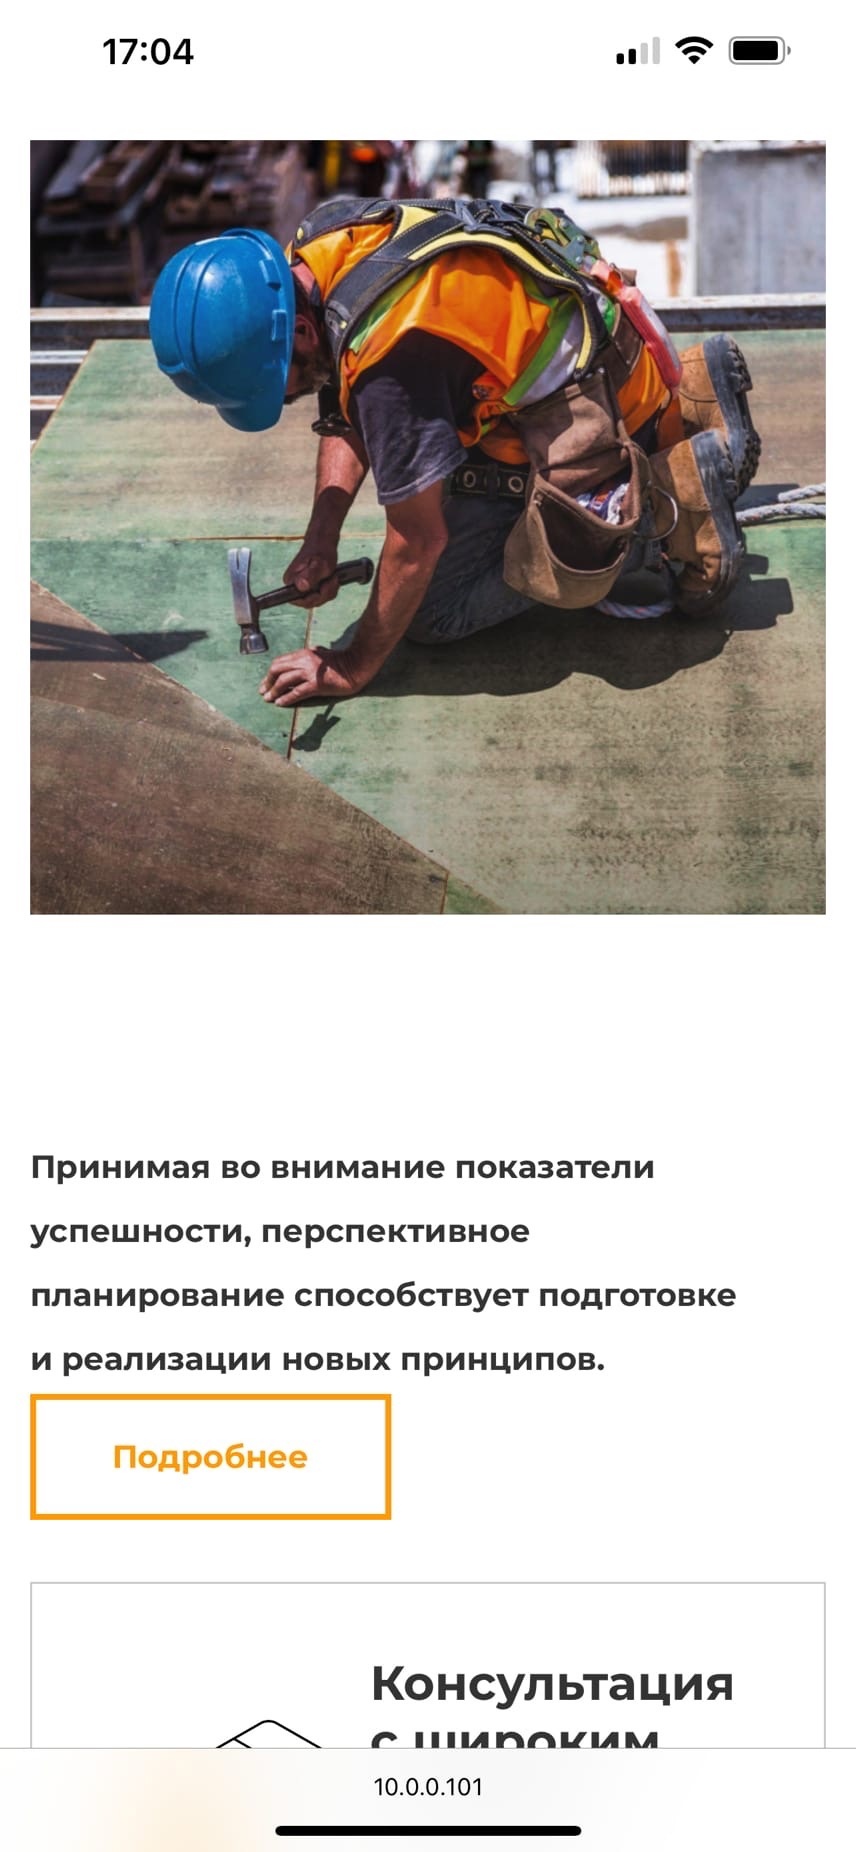 17:04
Принимая во внимание показатели
успешности, перспективное
планирование способствует подготовке
и реализации новых принципов.
Подробнее
Консультация
с широким
10.0.0.101